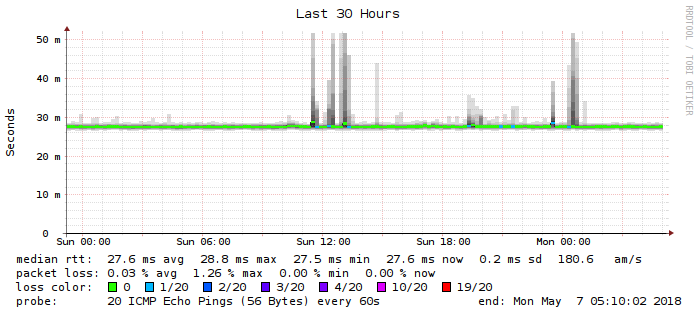 Last 30 Hours
RRDTOOL / TOBI OETIKER
Seconds
50 m
40 m
30 m
20 m
10 m
0
Sun 00:00 Sun 06:00 Sun 12:00 Sun 18:00 Mon 00:00
median rtt: 27.6 ms avg 28.8 ms max 27.5 ms min 27.6 ms now 0.2 ms sd 180.6 am/s
packet loss: 0.03 % avg 1.26 % max 0.00 % min 0.00 % now
loss color: 0 1/20 2/20 3/20 4/20 10/20 19/20
probe: 20 ICMP Echo Pings (56 Bytes) every 60s end: Mon May 7 05:10:02 2018